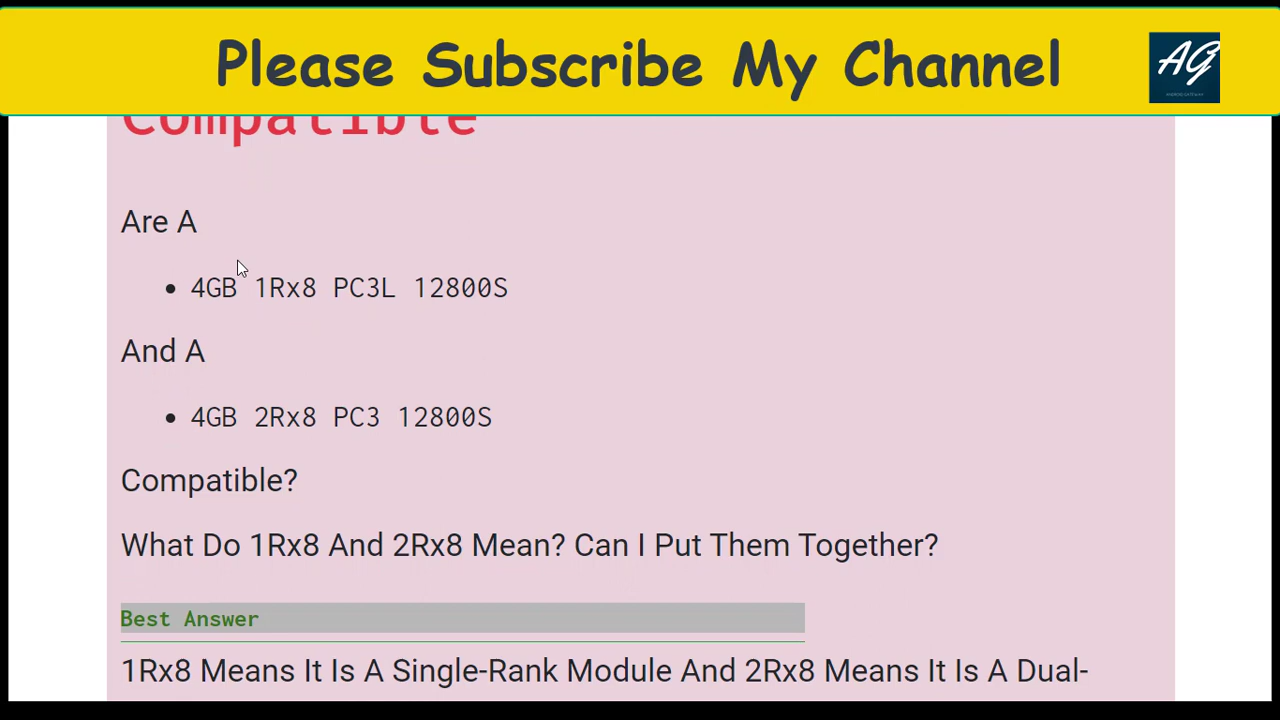 Please Subscribe My Channel
AG
Compatible
Are A
4GB 1Rx8 PC3L 12800S
And A
4GB 2Rx8 PC3 12800S
Compatible?
What Do 1Rx8 And 2Rx8 Mean? Can I Put Them Together?
Best Answer
1Rx8 Means It Is A Single-Rank Module And 2Rx8 Means It Is A Dual-